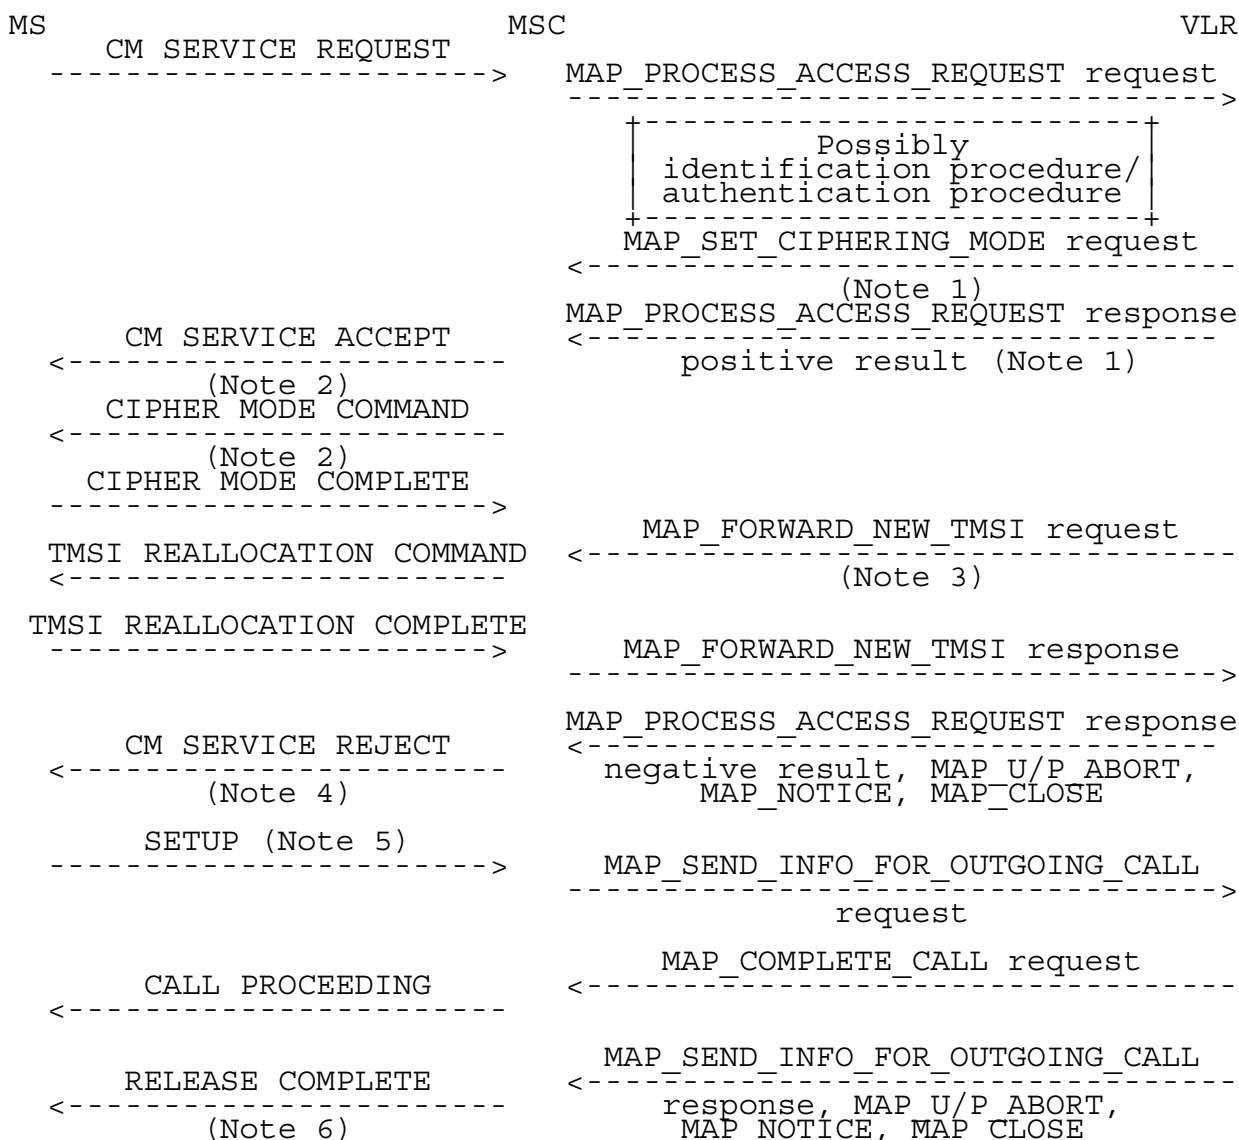 MS MSC VLR
CM SERVICE REQUEST
MAP_PROCESS_ACCESS_REQUEST request
Possibly
identification procedure/
authentication procedure
MAP_SET_CIPHERING_MODE request
(Note 1)
MAP_PROCESS_ACCESS_REQUEST response
CM SERVICE ACCEPT
positive result (Note 1)
(Note 2)
CIPHER MODE COMMAND
(Note 2)
CIPHER MODE COMPLETE
MAP_FORWARD_NEW_TMSI request
TMSI REALLOCATION COMMAND
(Note 3)
TMSI REALLOCATION COMPLETE
MAP_FORWARD_NEW_TMSI response
MAP_PROCESS_ACCESS_REQUEST response
CM SERVICE REJECT
negative result, MAP_U/P_ABORT,
(Note 4) MAP_NOTICE, MAP_CLOSE
SETUP (Note 5)
MAP_SEND_INFO_FOR_OUTGOING_CALL
request
MAP_COMPLETE_CALL request
CALL PROCEEDING
MAP_SEND_INFO_FOR_OUTGOING_CALL
RELEASE COMPLETE
response, MAP_U/P_ABORT,
(Note 6) MAP_NOTICE, MAP_CLOSE